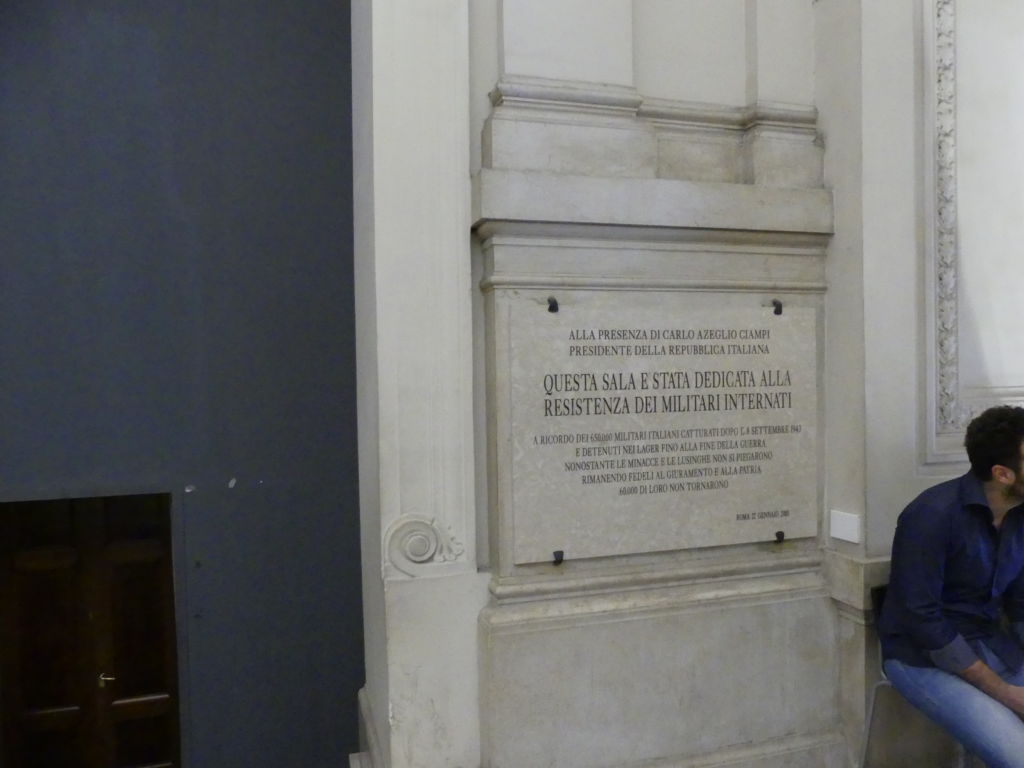 ALLA PRESENZA DI CARLO AZEGLIO CIAMPI
PRESIDENTE DELLA REPUBBLICA ITALIANA
QUESTA SALA E STATA DEDICATA ALLA
RESISTENZA DEI MILITARI INTERNATI
A RICORDO DEI 650.000 MILITARI ITALIANI CATTURATI DOPO L' 8 SETTEMBRE 1943
E DETENUTI NEI LAGER FINO ALLA FINE DELLA GUERRA
NONOSTANTE LE MINACCE E LE LUSINGHE NON SI PIEGARONO
RIMANENDO FEDELI AL GIURAMENTO E ALLA PATRIA
60.000 DI LORO NON TORNARONO
ROMA GENNAIO